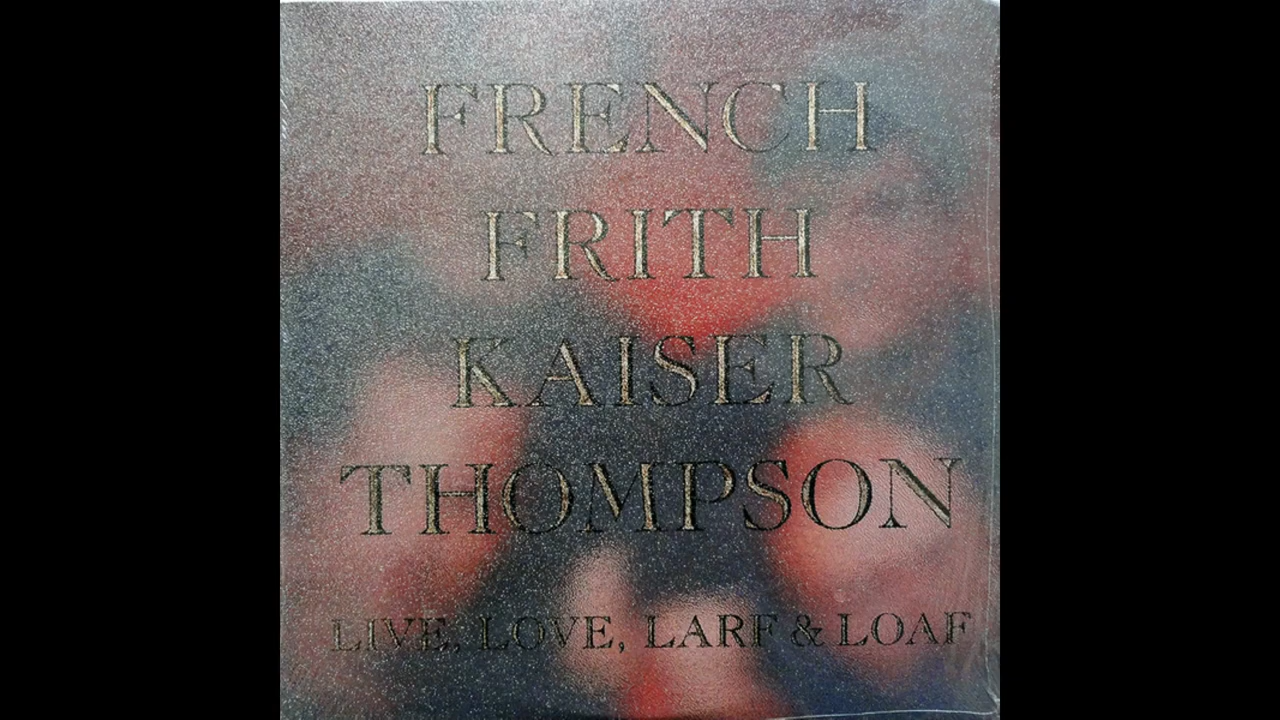 FRENCH
FRITH
KAISER
THOMPSON
LIVE, LOVE, LARF & LOAF